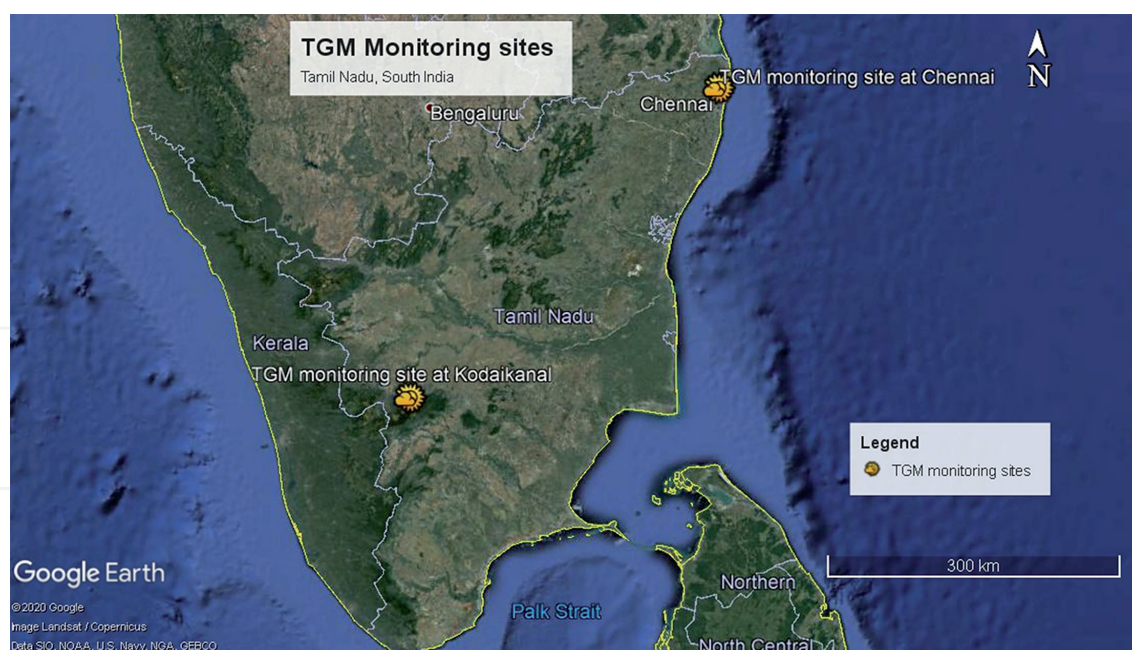 TGM Monitoring sites
Tamil Nadu, South India
N
TGM monitoring site at Chennai
Chennai
Bengaluru
Tamil Nadu
Kerala
TGM monitoring site at Kodaikanal
Legend
TGM monitoring sites
300 km
Google Earth
Northern
Palk Strait
©2020 Google
Image Landsat / Copernicus
Data SIO, NOAA, U.S. Navy, NGA, GEBCO
North Central